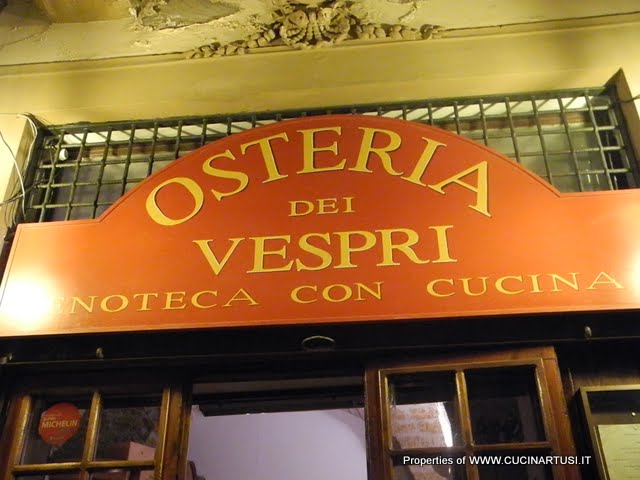 OSTERIA
DEI
VESPRI
ENOTECA CON CUCINA
MICHELIN
Properties of WWW.CUCINARTUSI.IT